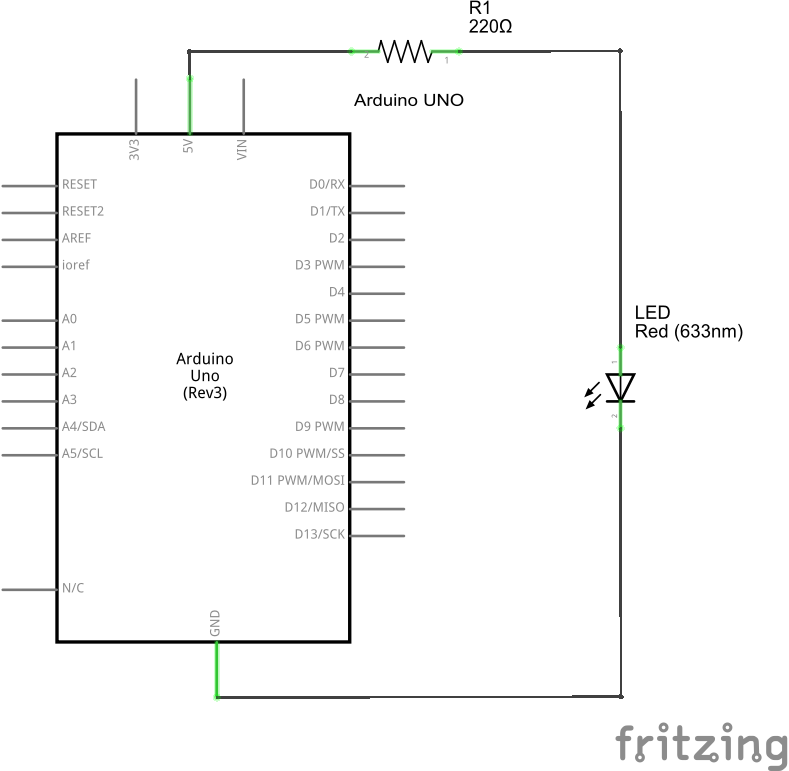 R1
220Ω
2
1
Arduino UNO
3V3
5V
VIN
RESET
D0/RX
RESET2
D1/TX
AREF
D2
ioref
D3 PWM
D4
A0
D5 PWM
A1
D6 PWM
A2
D7
A3
D8
A4/SDA
D9 PWM
A5/SCL
D10 PWM/SS
D11 PWM/MOSI
D12/MISO
D13/SCK
Arduino
Uno
(Rev3)
LED
Red (633nm)
1
2
N/C
GND
fritzing